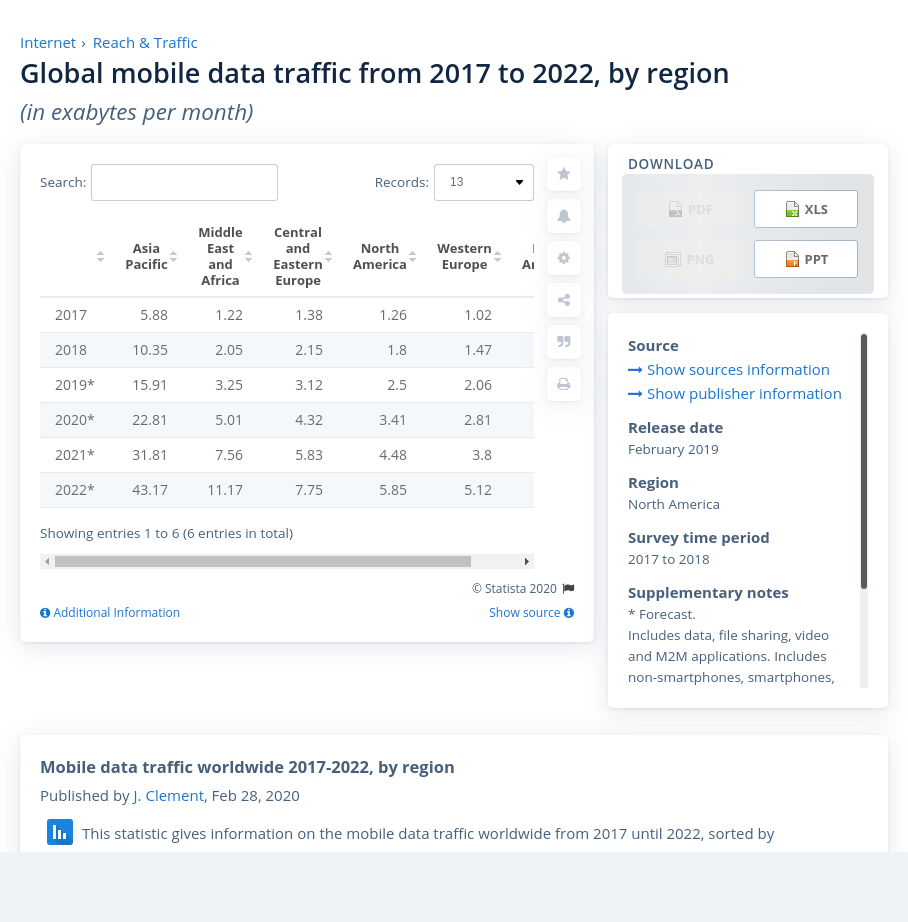 Internet › Reach & Traffic
Global mobile data traffic from 2017 to 2022, by region
(in exabytes per month)
Search:
Records: 13
Asia Pacific
Middle East and Africa
Central and Eastern Europe
North America
Western Europe
2017 5.88 1.22 1.38 1.26 1.02
2018 10.35 2.05 2.15 1.8 1.47
2019* 15.91 3.25 3.12 2.5 2.06
2020* 22.81 5.01 4.32 3.41 2.81
2021* 31.81 7.56 5.83 4.48 3.8
2022* 43.17 11.17 7.75 5.85 5.12
Showing entries 1 to 6 (6 entries in total)
© Statista 2020
Additional Information
Show source
DOWNLOAD
PDF XLS
PNG PPT
Source
Show sources information
Show publisher information
Release date
February 2019
Region
North America
Survey time period
2017 to 2018
Supplementary notes
* Forecast.
Includes data, file sharing, video
and M2M applications. Includes
non-smartphones, smartphones,
Mobile data traffic worldwide 2017-2022, by region
Published by J. Clement, Feb 28, 2020
This statistic gives information on the mobile data traffic worldwide from 2017 until 2022, sorted by